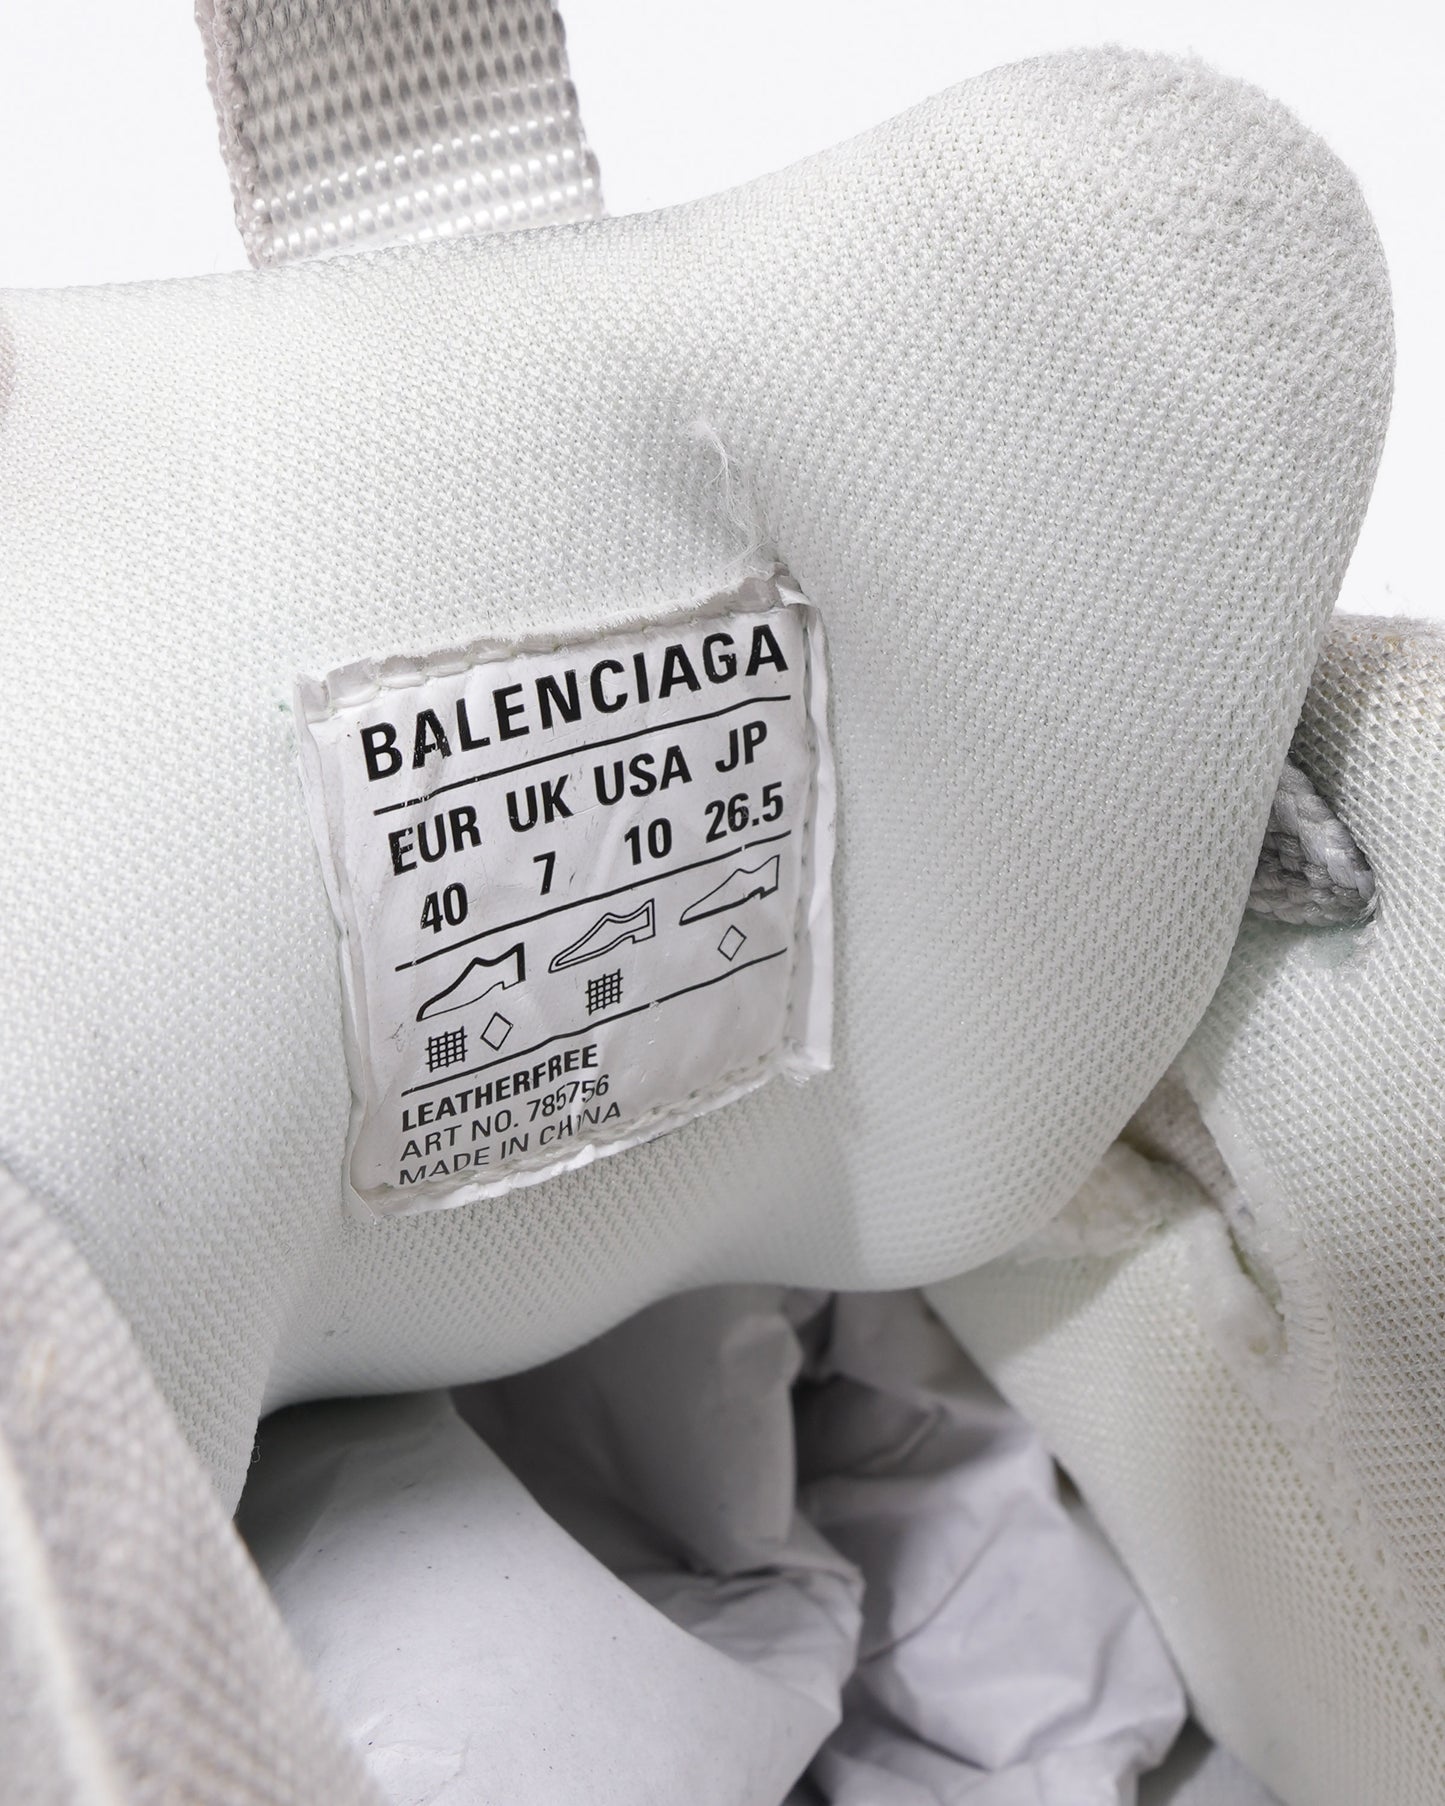 BALENCIAGA
EUR UK USA JP
40 7 10 26.5
LEATHERFREE
ART NO. 785756
MADE IN CHINA